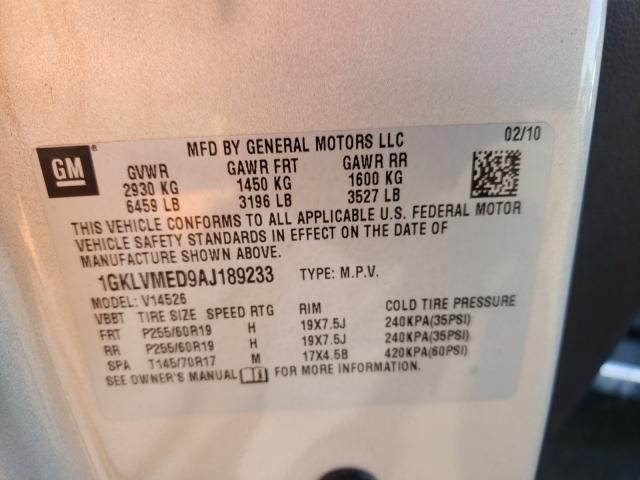 GM ®
MFD BY GENERAL MOTORS LLC 02/10
GVWR GAWR FRT GAWR RR
2930 KG 1450 KG 1600 KG
6459 LB 3196 LB 3527 LB
THIS VEHICLE CONFORMS TO ALL APPLICABLE U.S. FEDERAL MOTOR
VEHICLE SAFETY STANDARDS IN EFFECT ON THE DATE OF
MANUFACTURE SHOWN ABOVE.
1GKLVMED9AJ189233 TYPE: M.P.V.
MODEL: V14526
VBBT TIRE SIZE SPEED RTG RIM COLD TIRE PRESSURE
FRT P255/60R19 H 19X7.5J 240KPA(35PSI)
RR P255/60R19 H 19X7.5J 240KPA(35PSI)
SPA T145/70R17 M 17X4.5B 420KPA(60PSI)
SEE OWNER'S MANUAL FOR MORE INFORMATION.